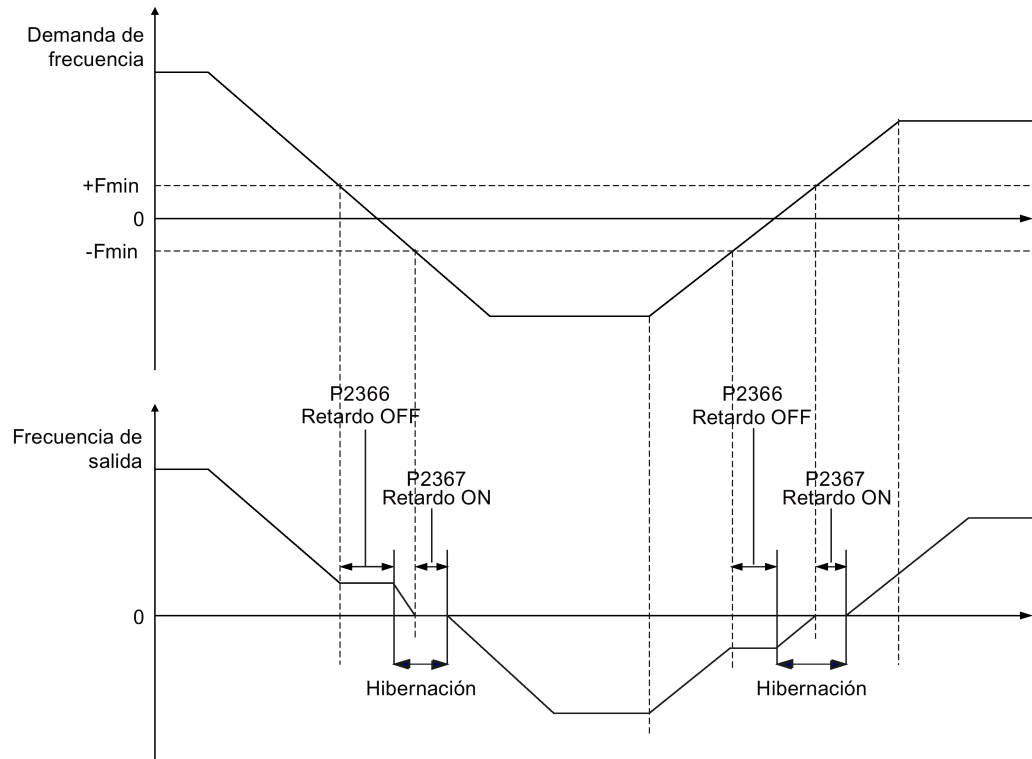 Demanda de
frecuencia
+Fmin
0
-Fmin
P2366
Retardo OFF
P2366
Retardo OFF
Frecuencia de
salida
P2367
Retardo ON
P2367
Retardo ON
0
Hibernación
Hibernación